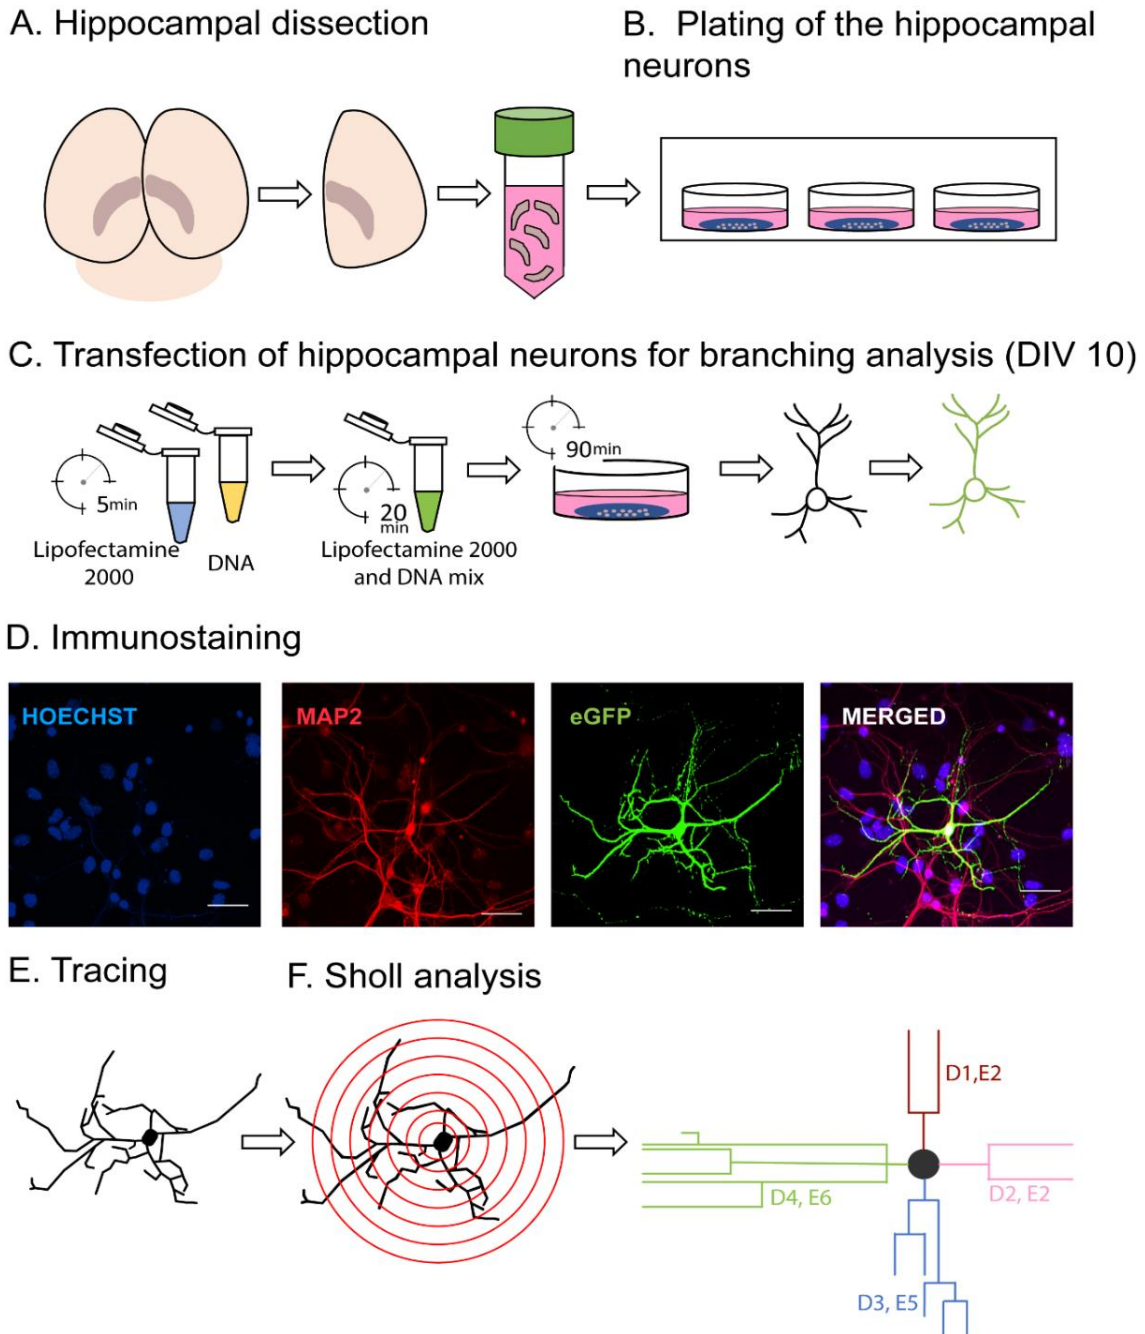 A. Hippocampal dissection
B. Plating of the hippocampal
neurons
C. Transfection of hippocampal neurons for branching analysis (DIV 10)
5min
Lipofectamine
2000
DNA
20
min
Lipofectamine 2000
and DNA mix
90min
D. Immunostaining
HOECHST
MAP2
eGFP
MERGED
E. Tracing
F. Sholl analysis
D1,E2
D2, E2
D4, E6
D3, E5